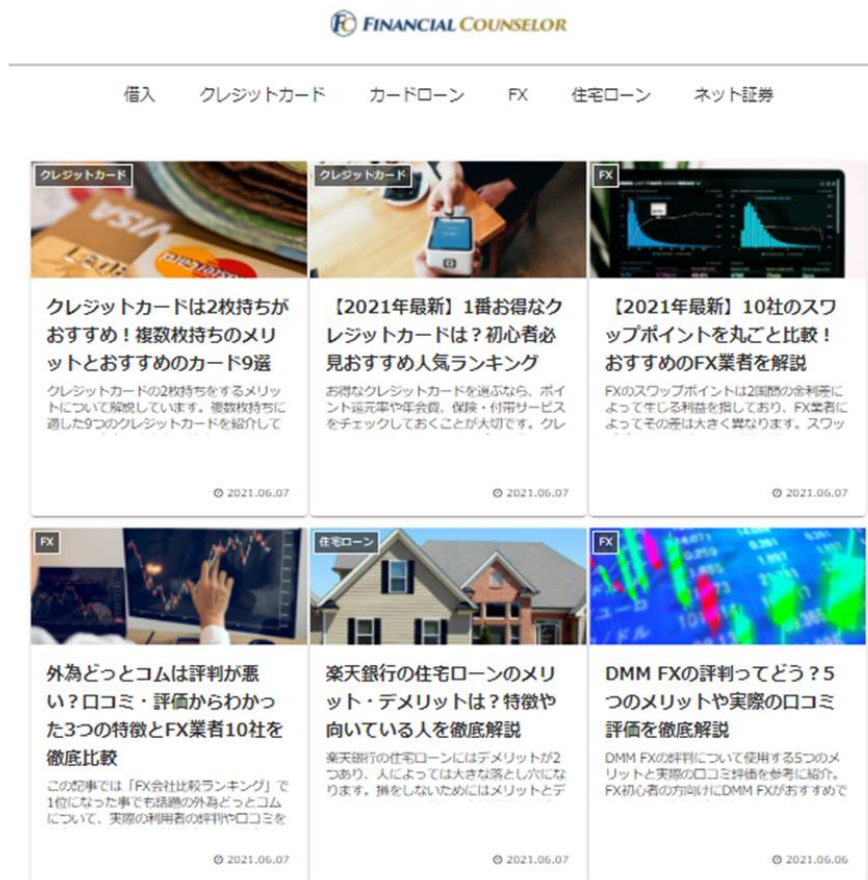 FC FINANCIAL COUNSELOR
借入 クレジットカード カードローン FX 住宅ローン ネット証券
クレジットカード
VISA
MasterCard
クレジットカードは2枚持ちが
おすすめ!複数枚持ちのメリ
ットとおすすめのカード9選
クレジットカードの2枚持ちをするメリッ
トについて解説しています。複数枚持ちに
適した9つのクレジットカードを紹介して
2021.06.07
クレジットカード
【2021年最新】1番お得なク
レジットカードは?初心者必
見おすすめ人気ランキング
お得なクレジットカードを選ぶなら、ポイ
ント還元率や年会費、保険・付帯サービス
をチェックしておくことが大切です。クレ
2021.06.07
FX
【2021年最新】10社のスワ
ップポイントを丸ごと比較!
おすすめのFX業者を解説
FXのスワップポイントは2国間の金利差に
よって生じる利益を指しており、FX業者に
よってその差は大きく異なります。スワッ
2021.06.07
FX
外為どっとコムは評判が悪
い?口コミ・評価からわかっ
た3つの特徴とFX業者10社を
徹底比較
この記事では「FX会社比較ランキング」で
1位になった事でも話題の外為どっとコム
について、実際の利用者の評判や口コミを
2021.06.07
住宅ローン
楽天銀行の住宅ローンのメリ
ット・デメリットは?特徴や
向いている人を徹底解説
楽天銀行の住宅ローンにはデメリットが2
つあり、人によっては大きな落とし穴にな
ります。損をしないためにはメリットとデ
2021.06.07
FX
DMM FXの評判ってどう?5
つのメリットや実際の口コミ
評価を徹底解説
DMM FXの評判について使用する5つのメ
リットと実際の口コミ評価を参考に紹介。
FX初心者の方向けにDMM FXがおすすめで
2021.06.06